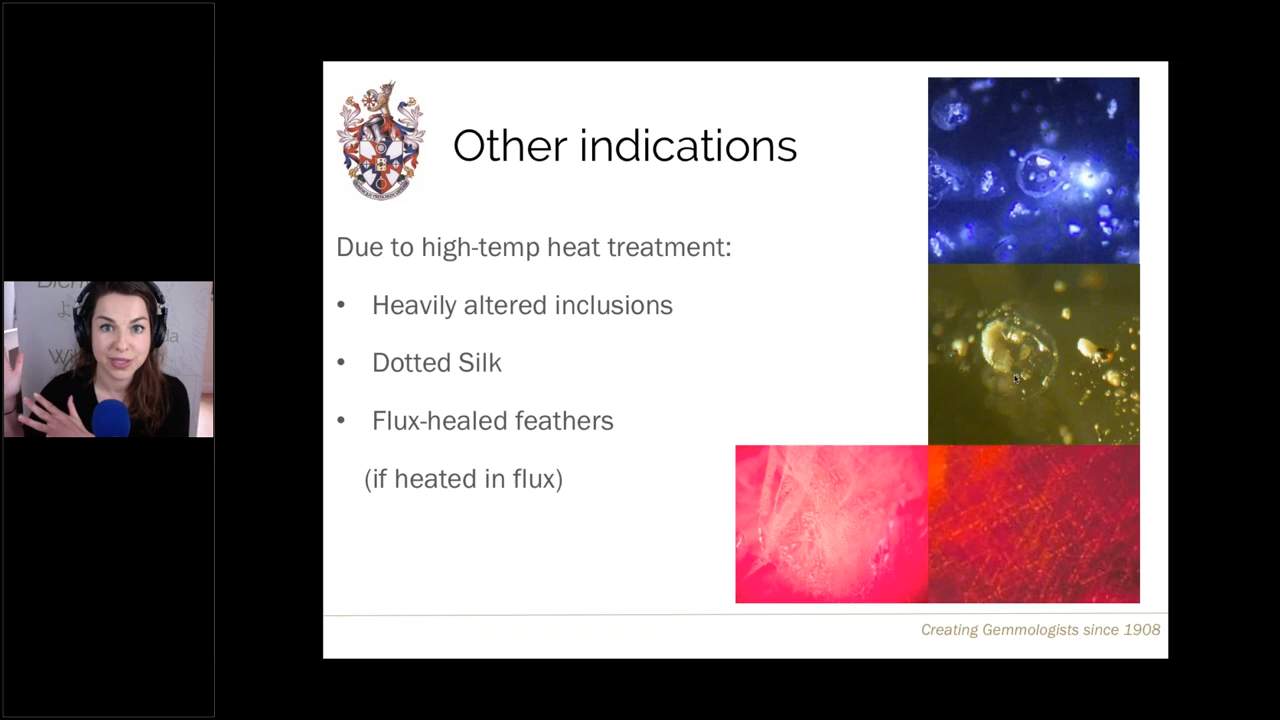 Other indications
Due to high-temp heat treatment:
• Heavily altered inclusions
• Dotted Silk
• Flux-healed feathers
(if heated in flux)
Creating Gemmologists since 1908